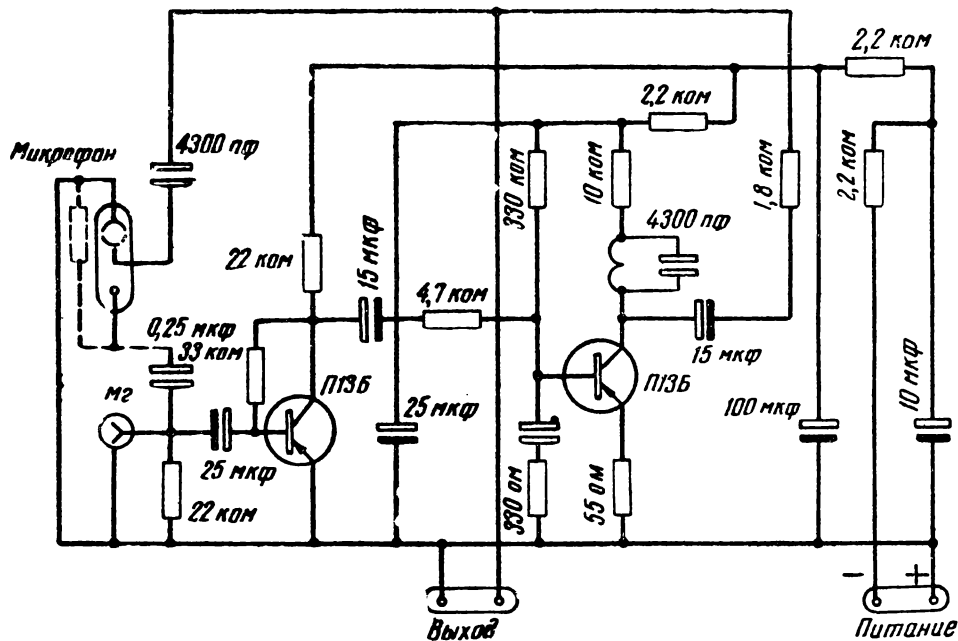 2,2 ком
2,2 ком
Микрефон
4300 пф
330 ком
10 ком
1,8 ком
2,2 ком
4300 пф
22 ком
15 мкф
4,7 ком
0,25 мкф
33 ком
15 мкф
П13Б
П13Б
мг
25 мкф
100 мкф
10 мкф
25 мкф
22 ком
330 ом
55 ом
− +
Выход
Питание